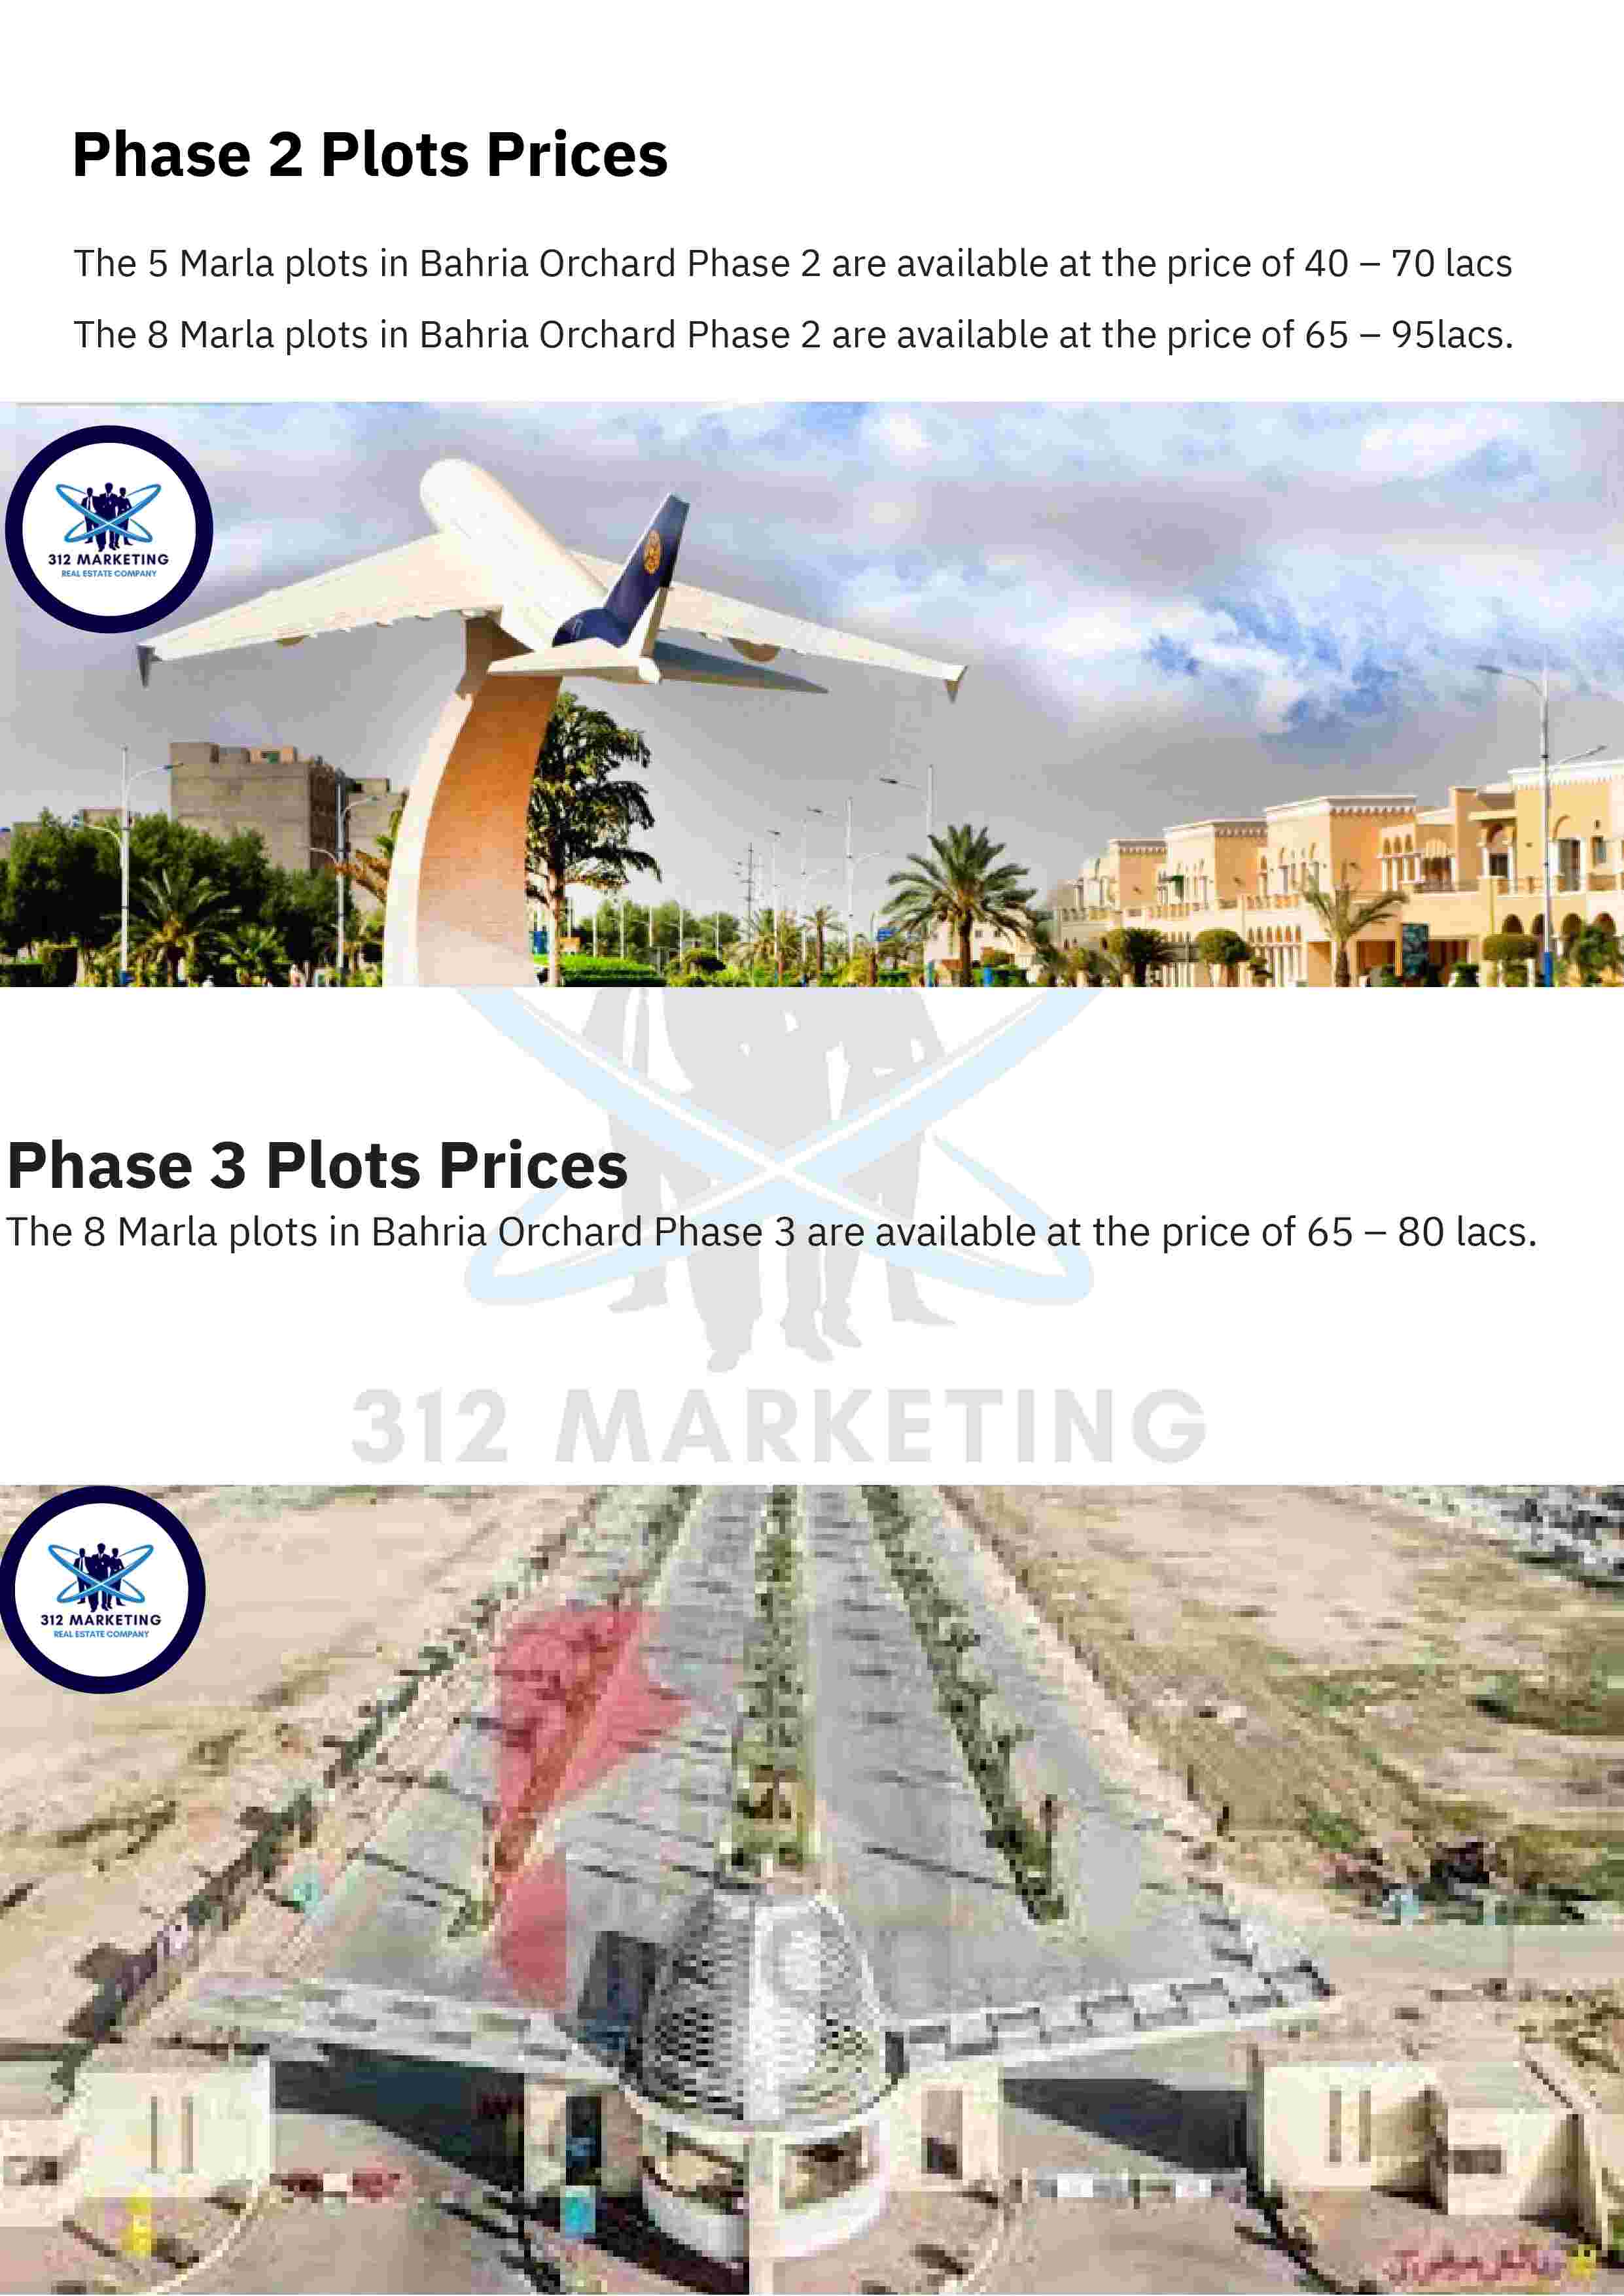 Phase 2 Plots Prices
The 5 Marla plots in Bahria Orchard Phase 2 are available at the price of 40 – 70 lacs
The 8 Marla plots in Bahria Orchard Phase 2 are available at the price of 65 – 95lacs.
312 MARKETING
REAL ESTATE COMPANY
Phase 3 Plots Prices
The 8 Marla plots in Bahria Orchard Phase 3 are available at the price of 65 – 80 lacs.
312 MARKETING
312 MARKETING
REAL ESTATE COMPANY